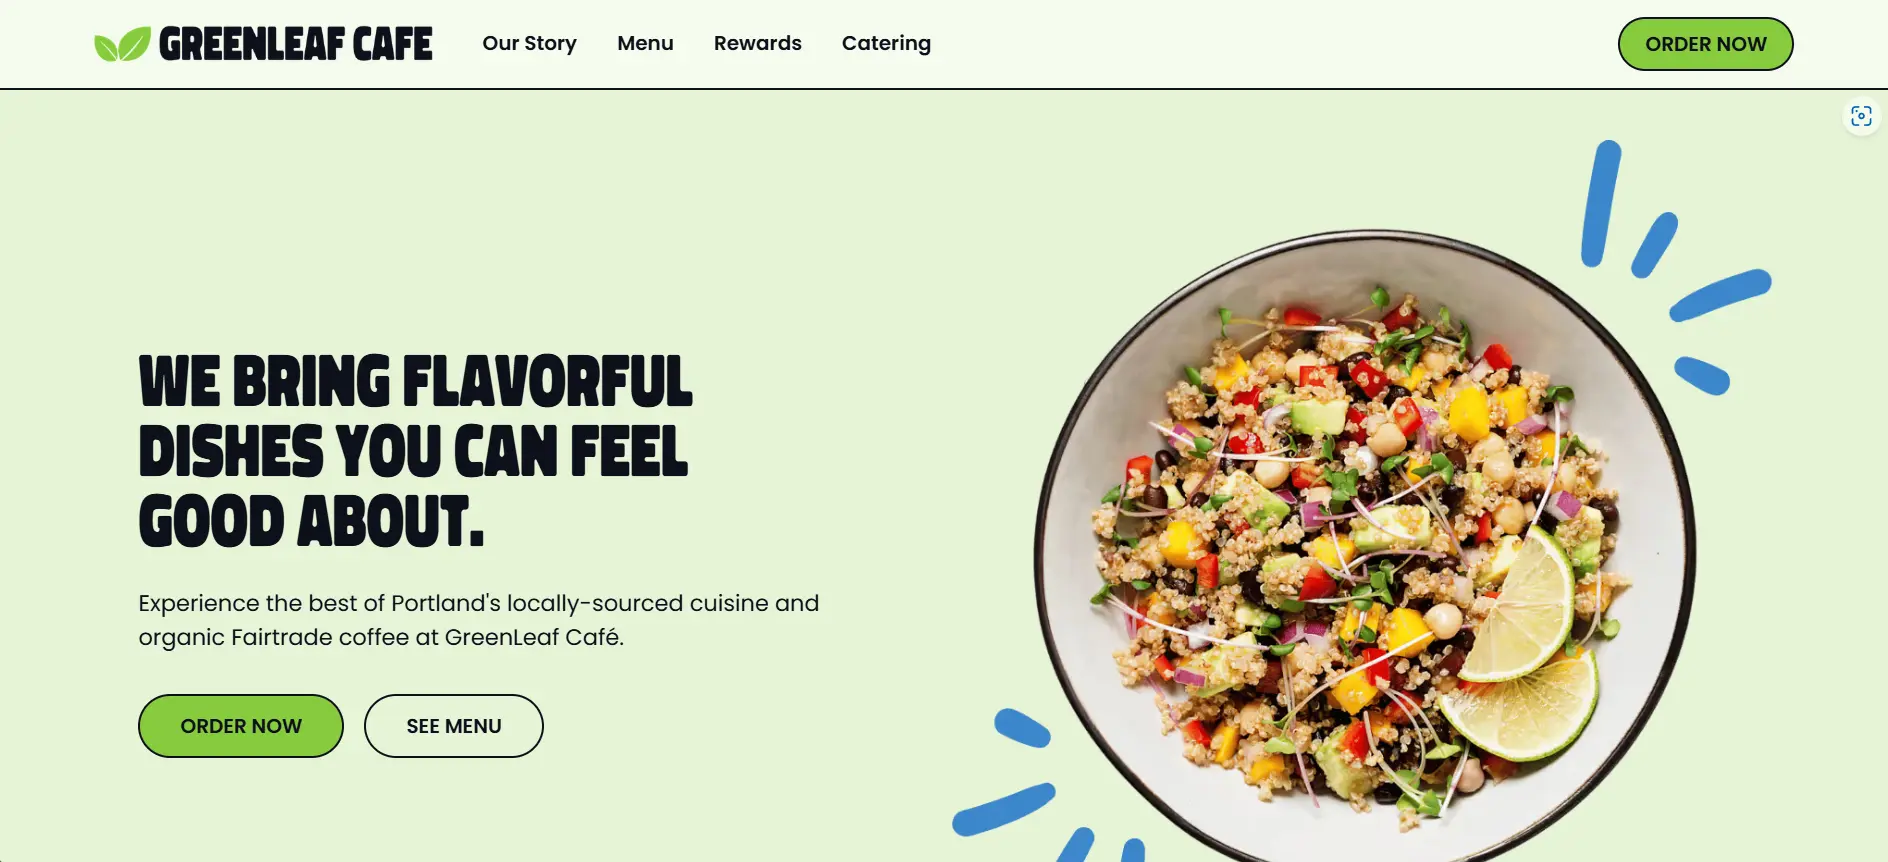 GREENLEAF CAFE
Our Story
Menu
Rewards
Catering
ORDER NOW
WE BRING FLAVORFUL
DISHES YOU CAN FEEL
GOOD ABOUT.
Experience the best of Portland's locally-sourced cuisine and
organic Fairtrade coffee at GreenLeaf Café.
ORDER NOW
SEE MENU